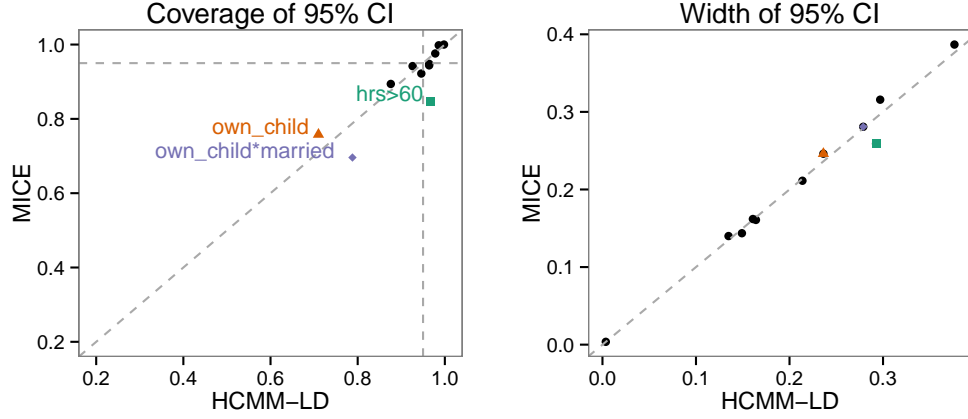 Coverage of 95% CI
MICE
1.0
0.8
0.6
0.4
0.2
hrs>60
own_child
own_child*married
0.2
0.4
0.6
0.8
1.0
HCMM−LD
Width of 95% CI
MICE
0.4
0.3
0.2
0.1
0.0
0.0
0.1
0.2
0.3
HCMM−LD